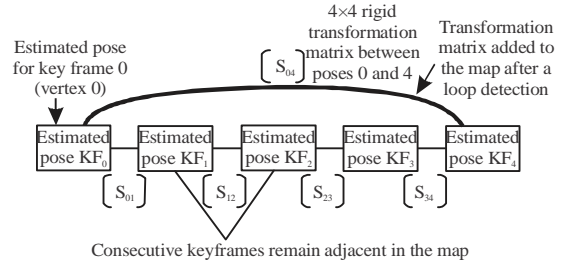 Estimated pose
for key frame 0
(vertex 0)
4×4 rigid
transformation
matrix between
poses 0 and 4
Transformation
matrix added to
the map after a
loop detection
[S₀₄]
Estimated
pose KF₀
Estimated
pose KF₁
Estimated
pose KF₂
Estimated
pose KF₃
Estimated
pose KF₄
[S₀₁]
[S₁₂]
[S₂₃]
[S₃₄]
Consecutive keyframes remain adjacent in the map